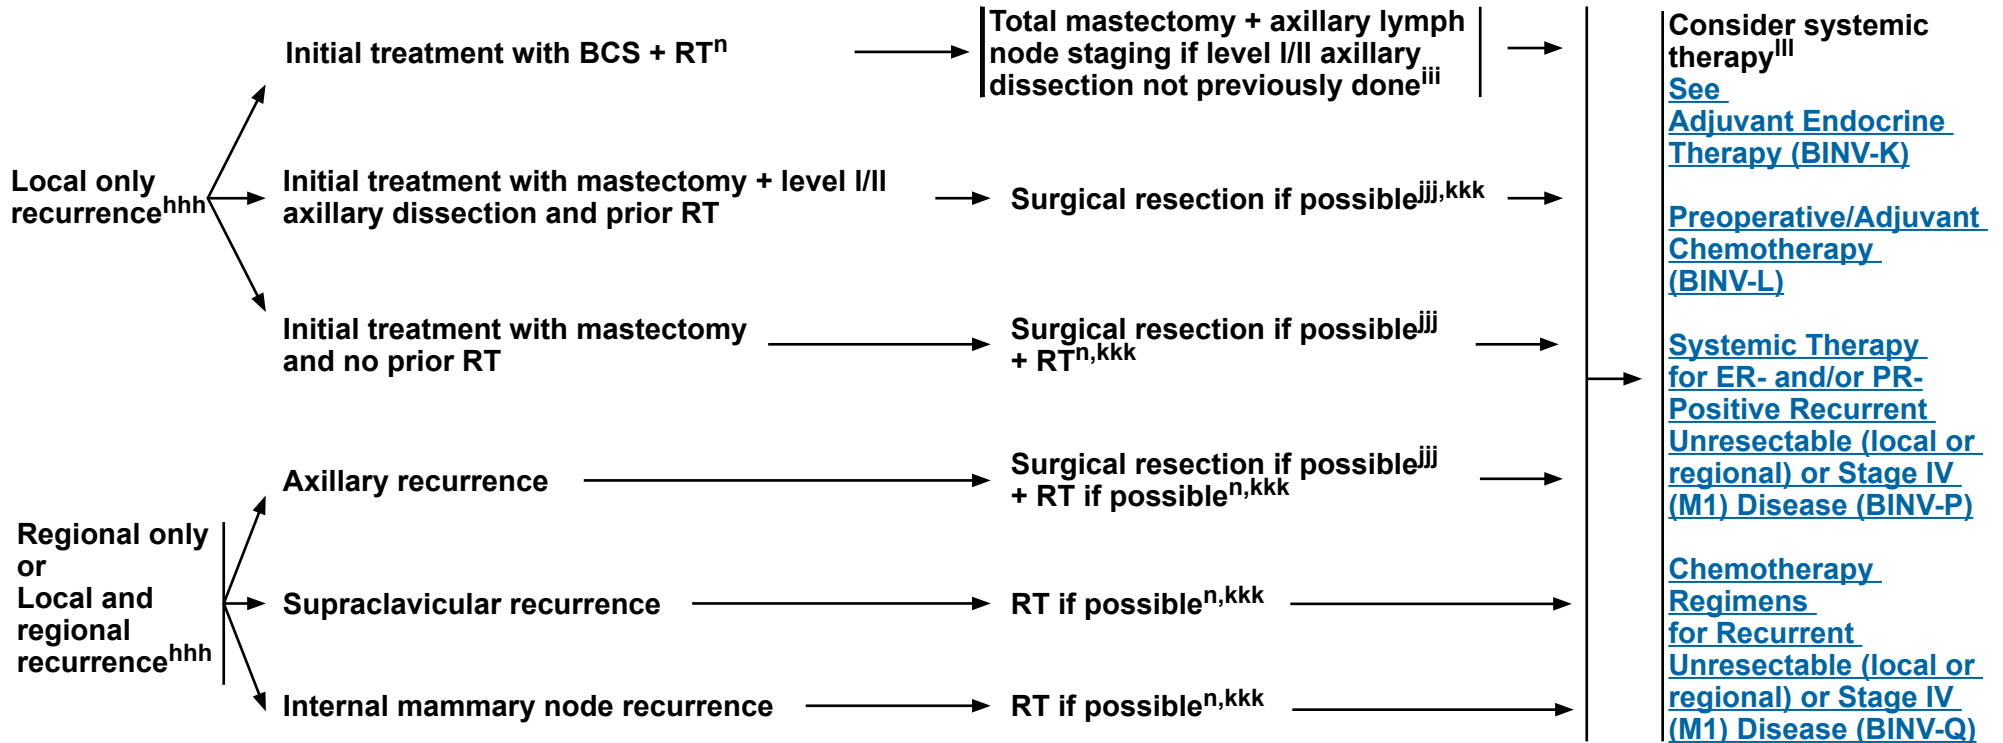 Initial treatment with BCS + RTn
Total mastectomy + axillary lymph
node staging if level I/II axillary
dissection not previously doneiii
Local only
recurrencehhh
Initial treatment with mastectomy + level I/II
axillary dissection and prior RT
Surgical resection if possiblejjj,kkk
Initial treatment with mastectomy
and no prior RT
Surgical resection if possiblejjj
+ RTn,kkk
Regional only
or
Local and
regional
recurrencehhh
Axillary recurrence
Surgical resection if possiblejjj
+ RT if possiblen,kkk
Supraclavicular recurrence
RT if possiblen,kkk
Internal mammary node recurrence
RT if possiblen,kkk
Consider systemic
therapylll
See
Adjuvant Endocrine
Therapy (BINV-K)
Preoperative/Adjuvant
Chemotherapy
(BINV-L)
Systemic Therapy
for ER- and/or PR-
Positive Recurrent
Unresectable (local or
regional) or Stage IV
(M1) Disease (BINV-P)
Chemotherapy
Regimens
for Recurrent
Unresectable (local or
regional) or Stage IV
(M1) Disease (BINV-Q)